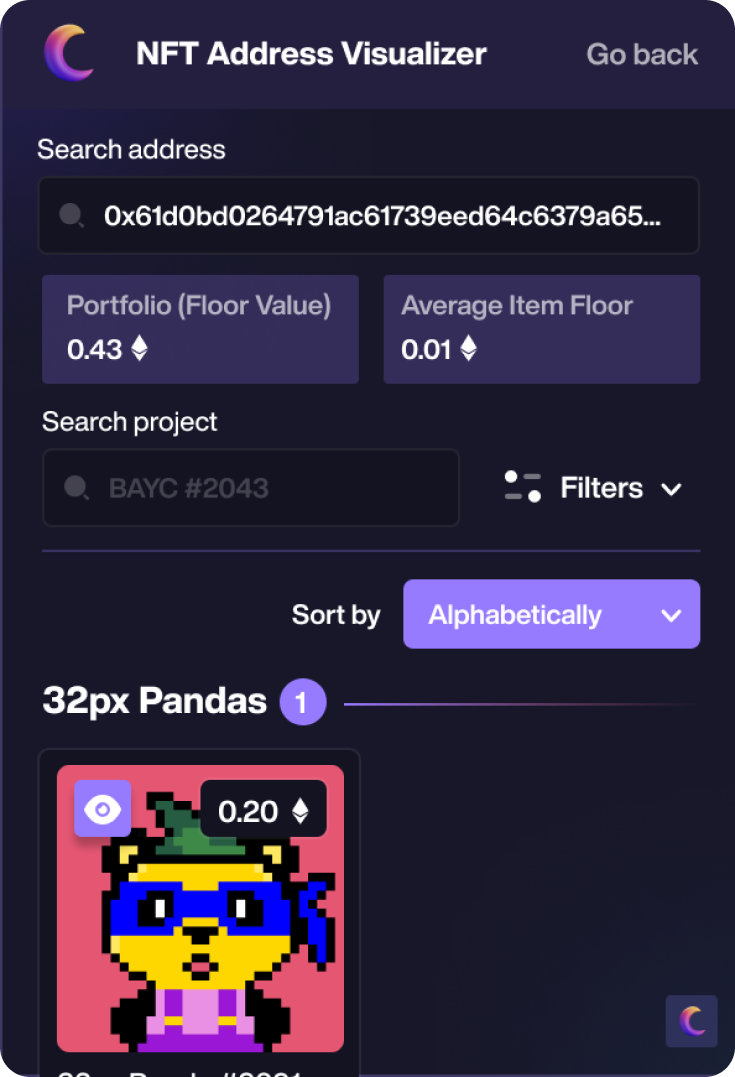 NFT Address Visualizer
Go back
Search address
0x61d0bd0264791ac61739eed64c6379a65...
Portfolio (Floor Value)
0.43
Average Item Floor
0.01
Search project
BAYC #2043
Filters
Sort by
Alphabetically
32px Pandas 1
0.20